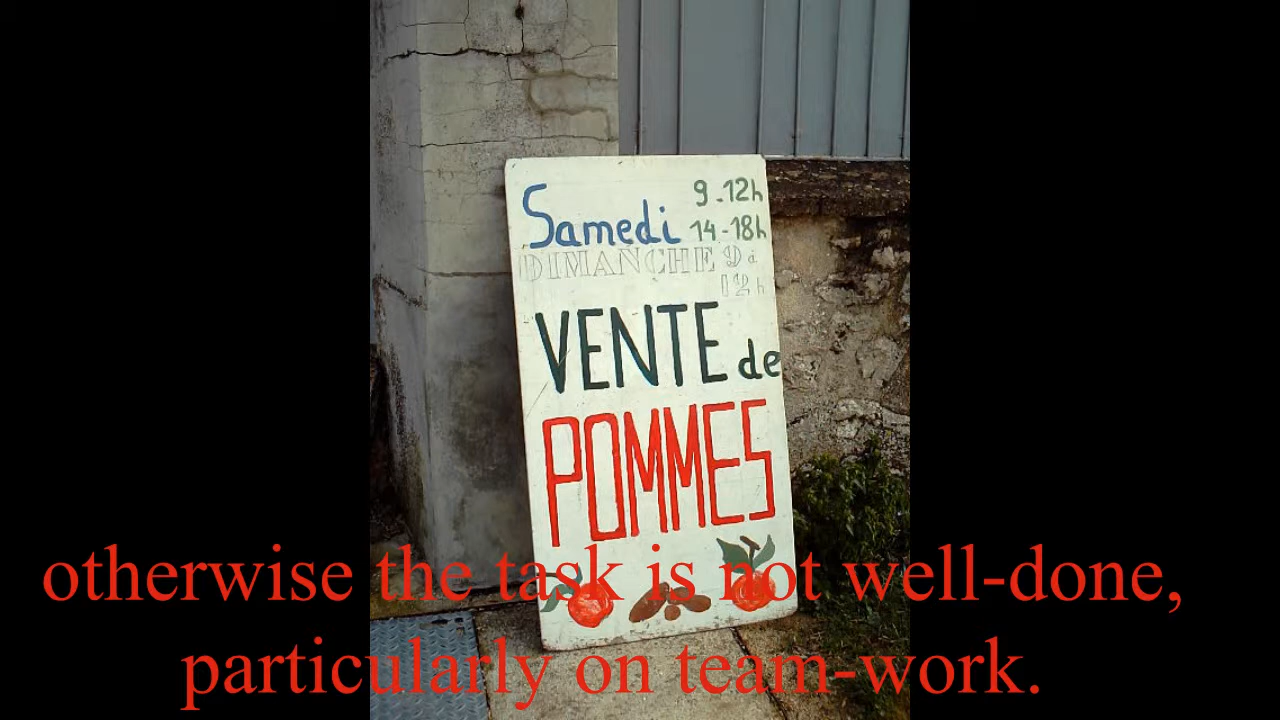 Samedi 9-12h
14-18h
DIMANCHE 9 à
12h
VENTE de
POMMES
otherwise the task is not well-done,
particularly on team-work.